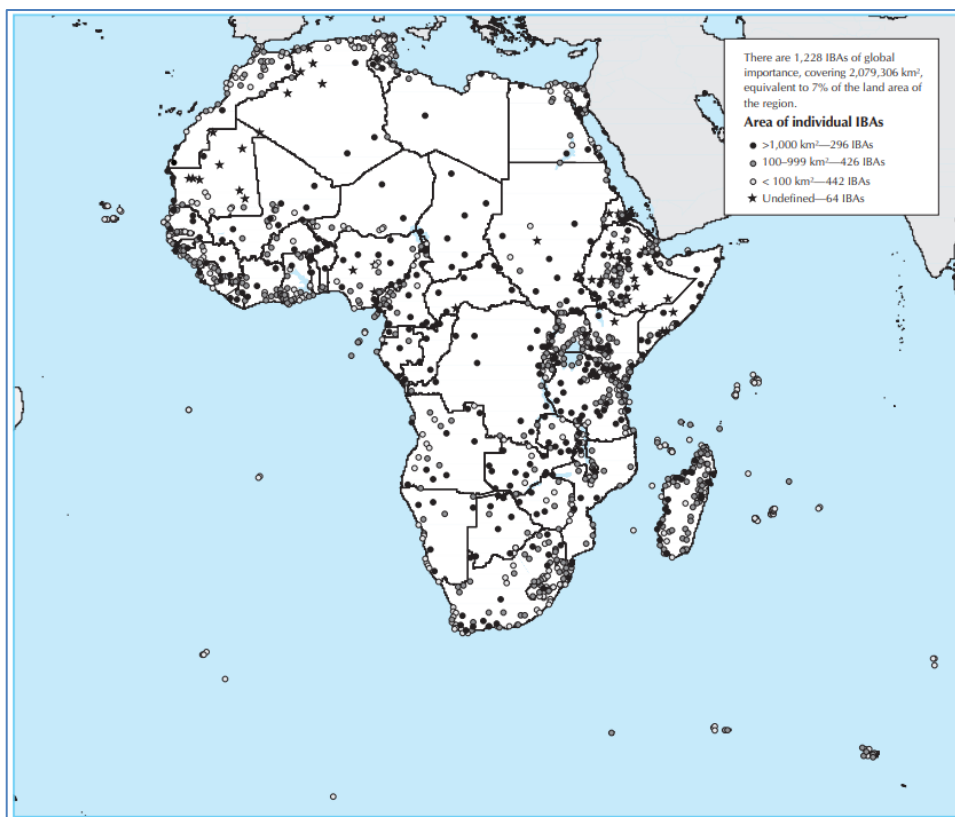 There are 1,228 IBAs of global
importance, covering 2,079,306 km²,
equivalent to 7% of the land area of
the region.
Area of individual IBAs
>1,000 km²—296 IBAs
100–999 km²—426 IBAs
< 100 km²—442 IBAs
Undefined—64 IBAs